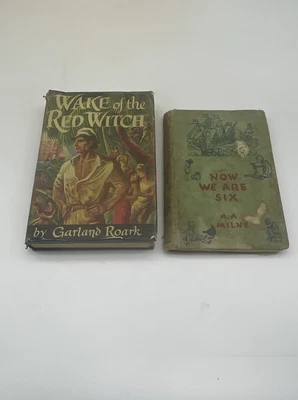 WAKE of the
RED WITCH
by Garland Roark
NOW
WE ARE
SIX
A.A.
MILNE